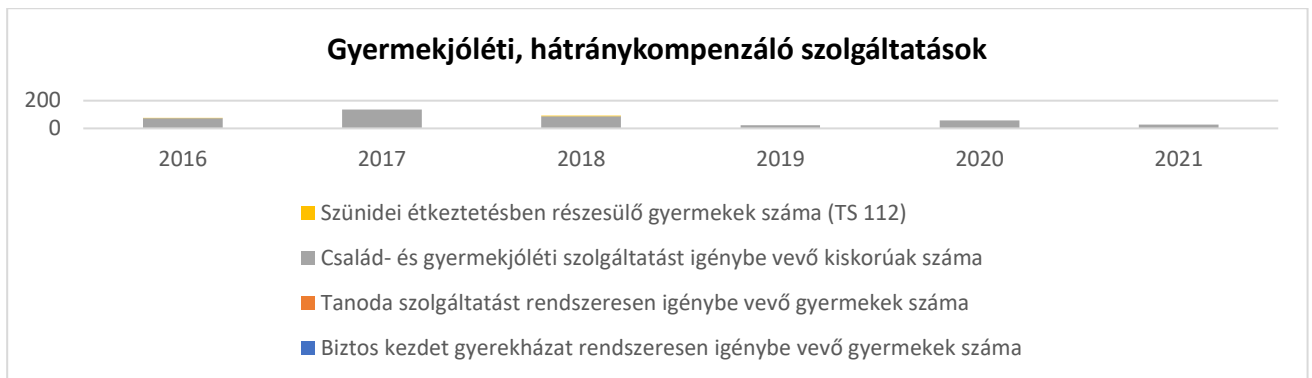 Gyermekjóléti, hátránykompenzáló szolgáltatások
200
0
2016 2017 2018 2019 2020 2021
Szünidei étkeztetésben részesülő gyermekek száma (TS 112)
Család- és gyermekjóléti szolgáltatást igénybe vevő kiskorúak száma
Tanoda szolgáltatást rendszeresen igénybe vevő gyermekek száma
Biztos kezdet gyerekházat rendszeresen igénybe vevő gyermekek száma